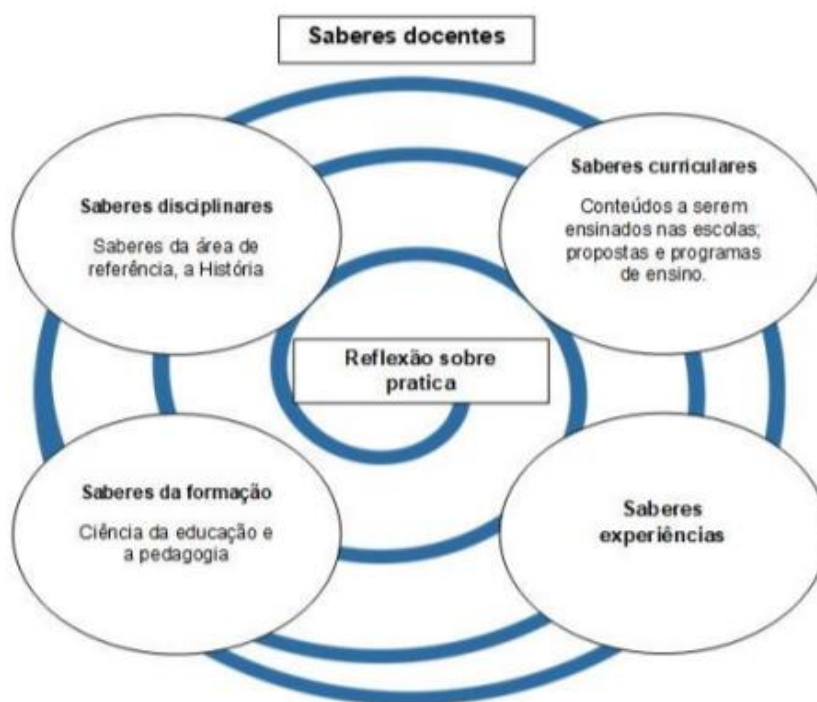 Saberes docentes
Saberes disciplinares
Saberes da área de
referência, a História
Saberes curriculares
Conteúdos a serem
ensinados nas escolas;
propostas e programas
de ensino.
Reflexão sobre
pratica
Saberes da formação
Ciência da educação e
a pedagogia
Saberes
experiências